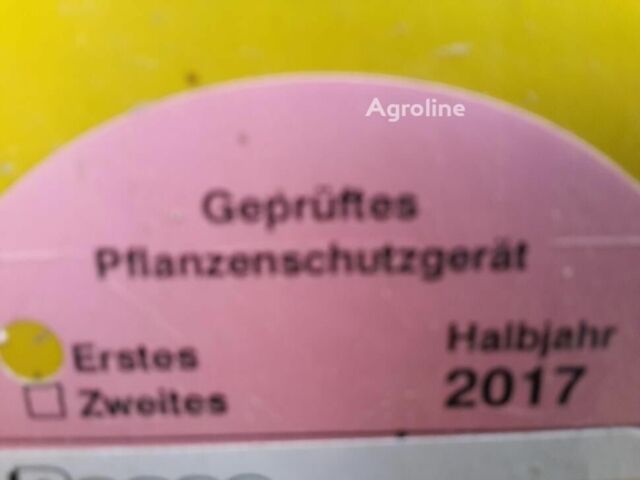 Agroline
Geprüftes
Pflanzenschutzgerät
Erstes Halbjahr
Zweites 2017